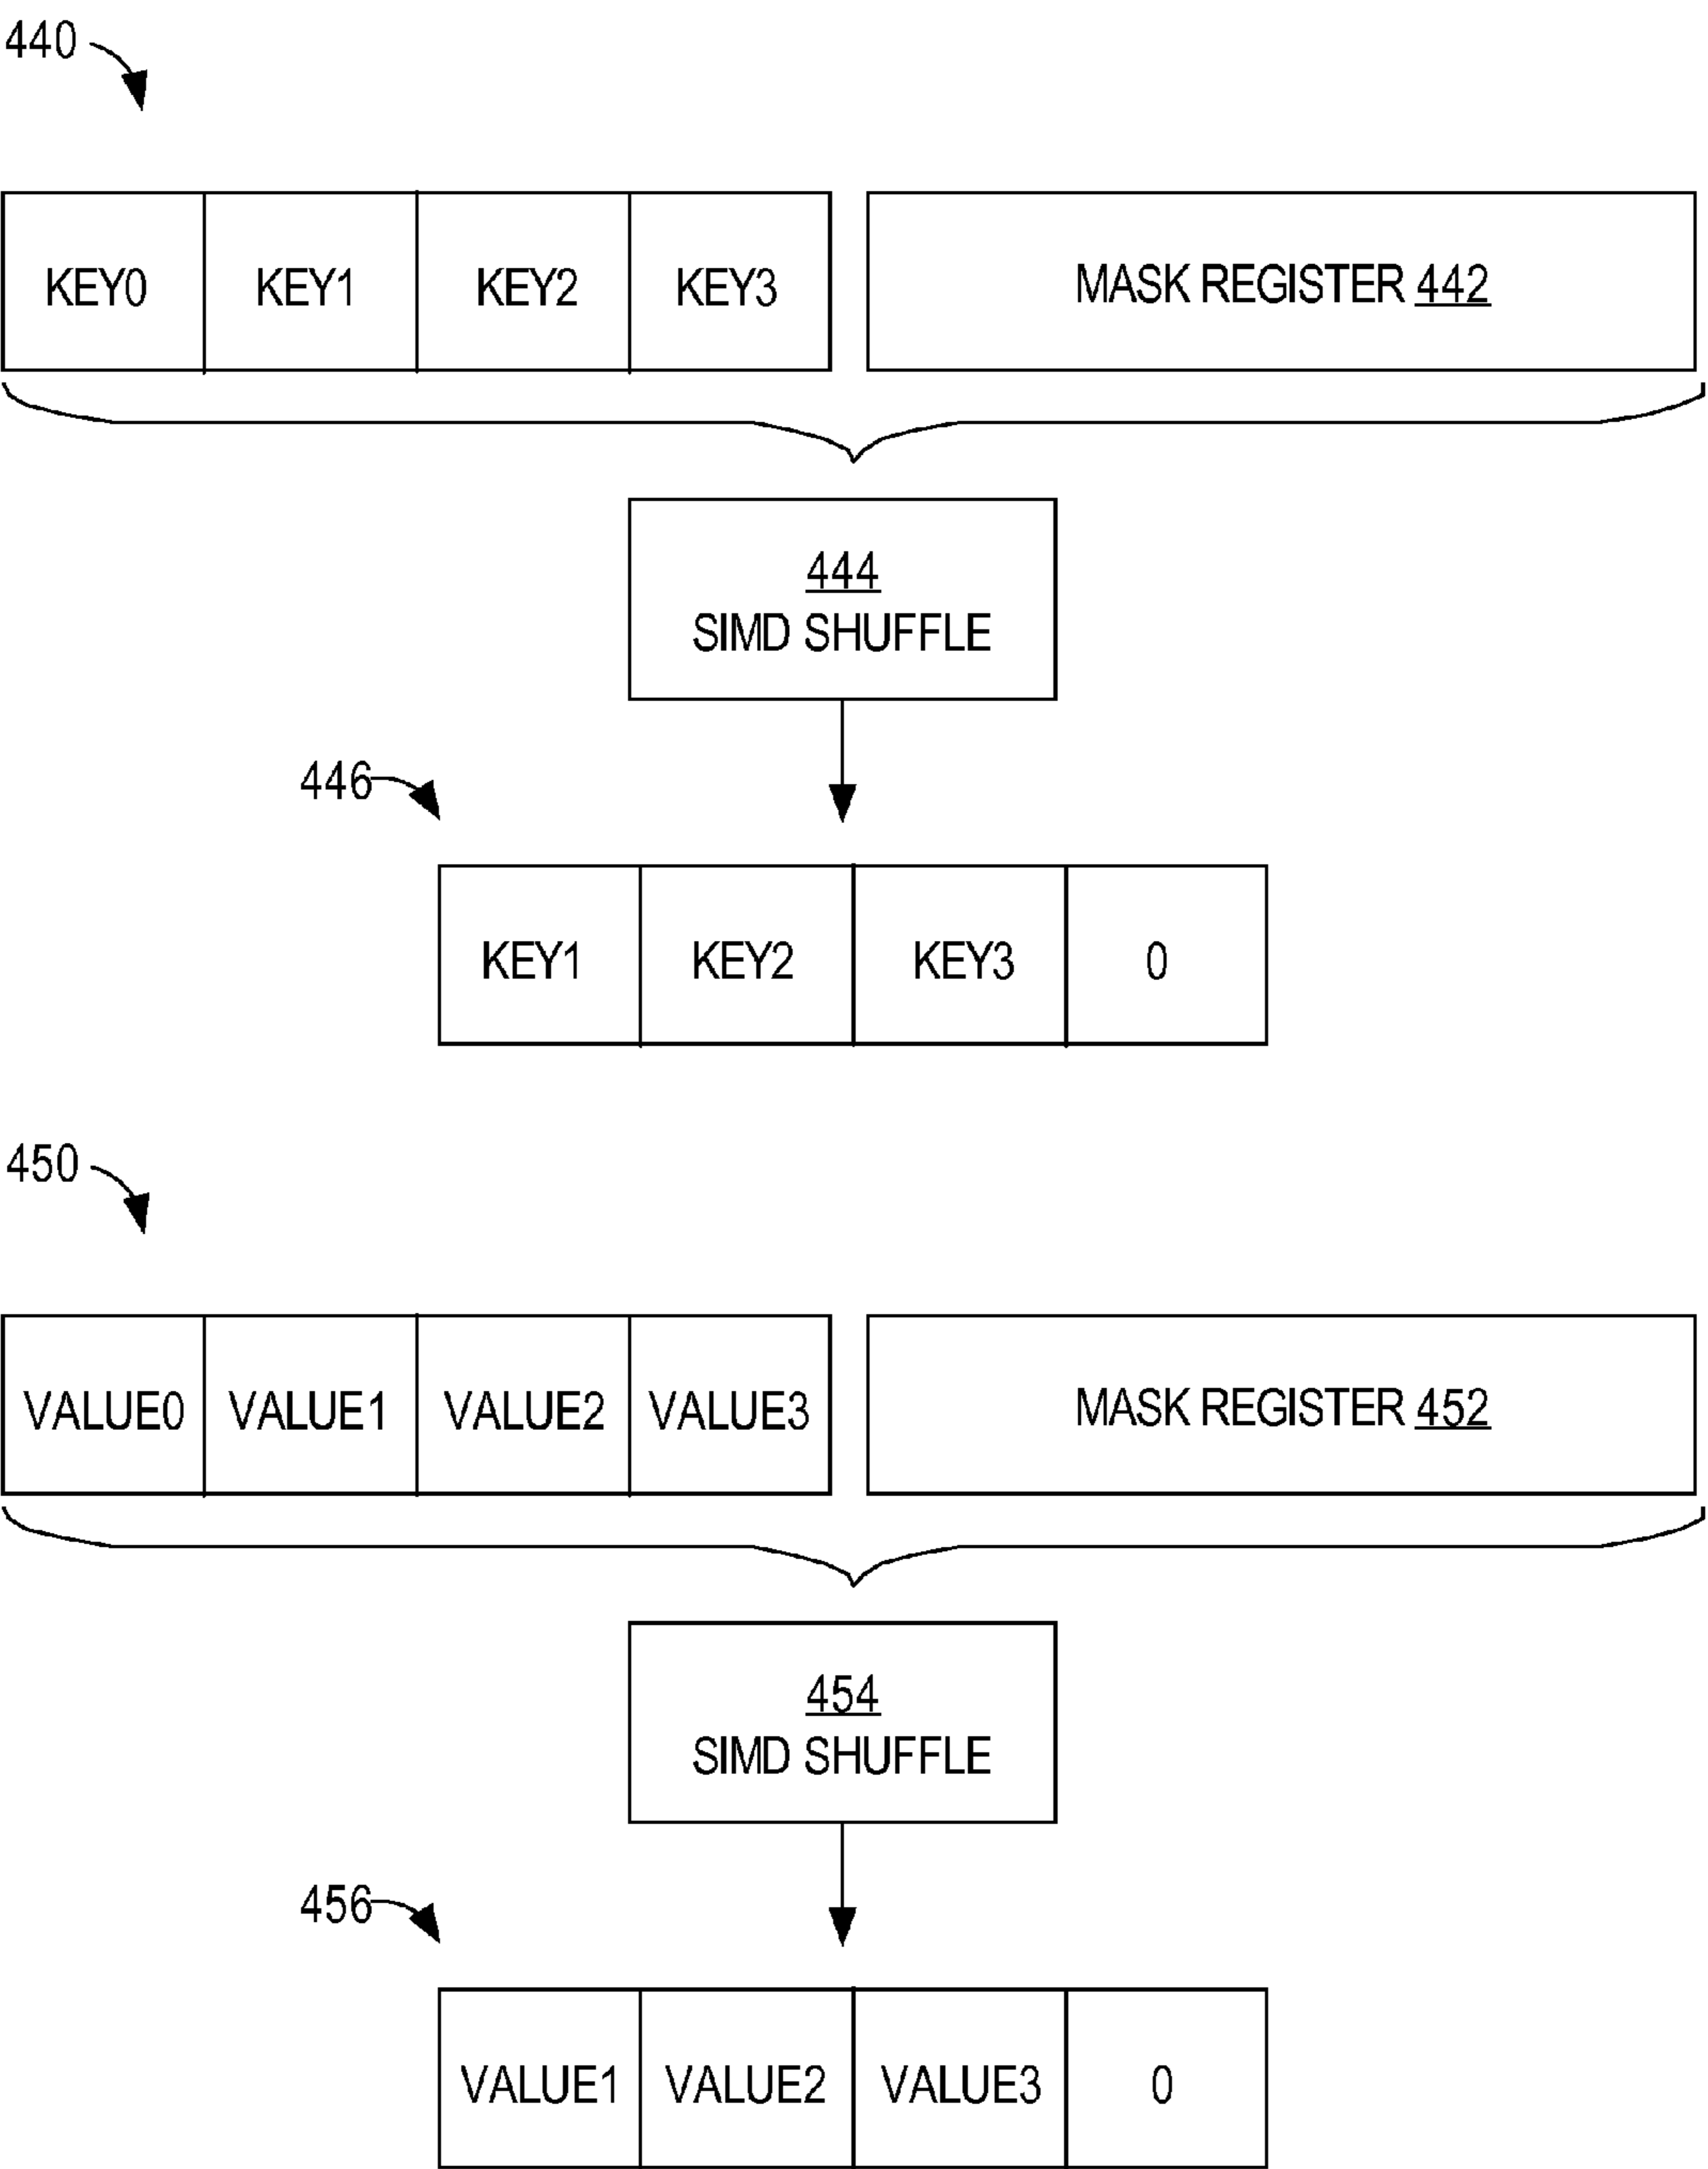 440
KEY0 KEY1 KEY2 KEY3 MASK REGISTER 442
444
SIMD SHUFFLE
446
KEY1 KEY2 KEY3 0
450
VALUE0 VALUE1 VALUE2 VALUE3 MASK REGISTER 452
454
SIMD SHUFFLE
456
VALUE1 VALUE2 VALUE3 0